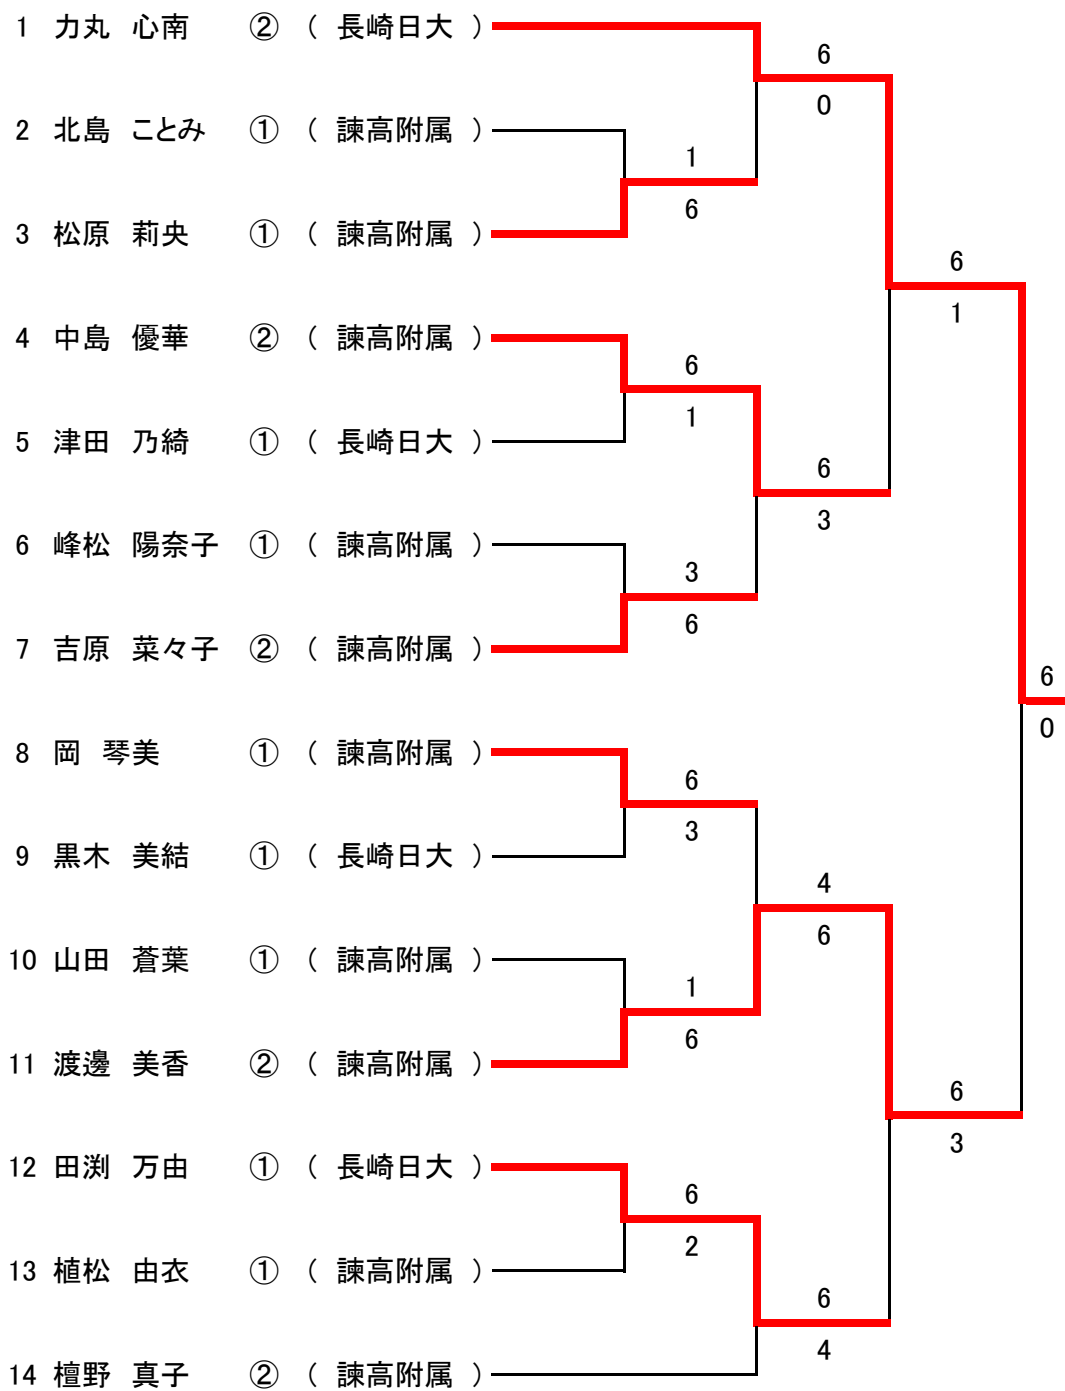 1 力丸 心南 ② （ 長崎日大 ）
6
0
2 北島 ことみ ① （ 諫高附属 ）
1
6
3 松原 莉央 ① （ 諫高附属 ）
6
1
4 中島 優華 ② （ 諫高附属 ）
6
1
5 津田 乃綺 ① （ 長崎日大 ）
6
3
6 峰松 陽奈子 ① （ 諫高附属 ）
3
6
7 吉原 菜々子 ② （ 諫高附属 ）
6
0
8 岡 琴美 ① （ 諫高附属 ）
6
3
9 黒木 美結 ① （ 長崎日大 ）
4
6
10 山田 蒼葉 ① （ 諫高附属 ）
1
6
11 渡邊 美香 ② （ 諫高附属 ）
6
3
12 田渕 万由 ① （ 長崎日大 ）
6
2
13 植松 由衣 ① （ 諫高附属 ）
6
4
14 檀野 真子 ② （ 諫高附属 ）